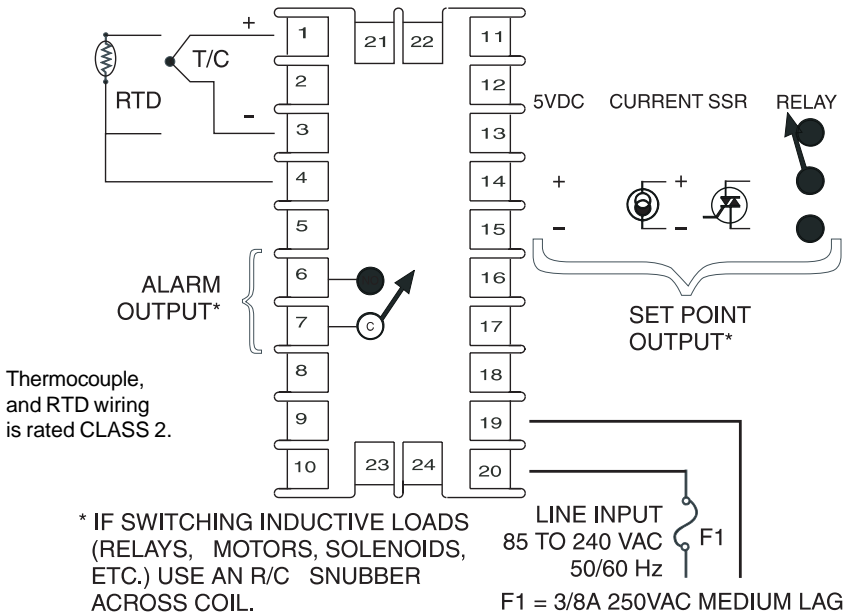 +
T/C
RTD
-
1
2
3
4
5
6
7
8
9
10
21 22
23 24
11
12
13
14
15
16
17
18
19
20
C
ALARM
OUTPUT*
Thermocouple,
and RTD wiring
is rated CLASS 2.
5VDC CURRENT SSR RELAY
+ +
- -
SET POINT
OUTPUT*
* IF SWITCHING INDUCTIVE LOADS
(RELAYS, MOTORS, SOLENOIDS,
ETC.) USE AN R/C SNUBBER
ACROSS COIL.
LINE INPUT
85 TO 240 VAC
50/60 Hz
F1
F1 = 3/8A 250VAC MEDIUM LAG